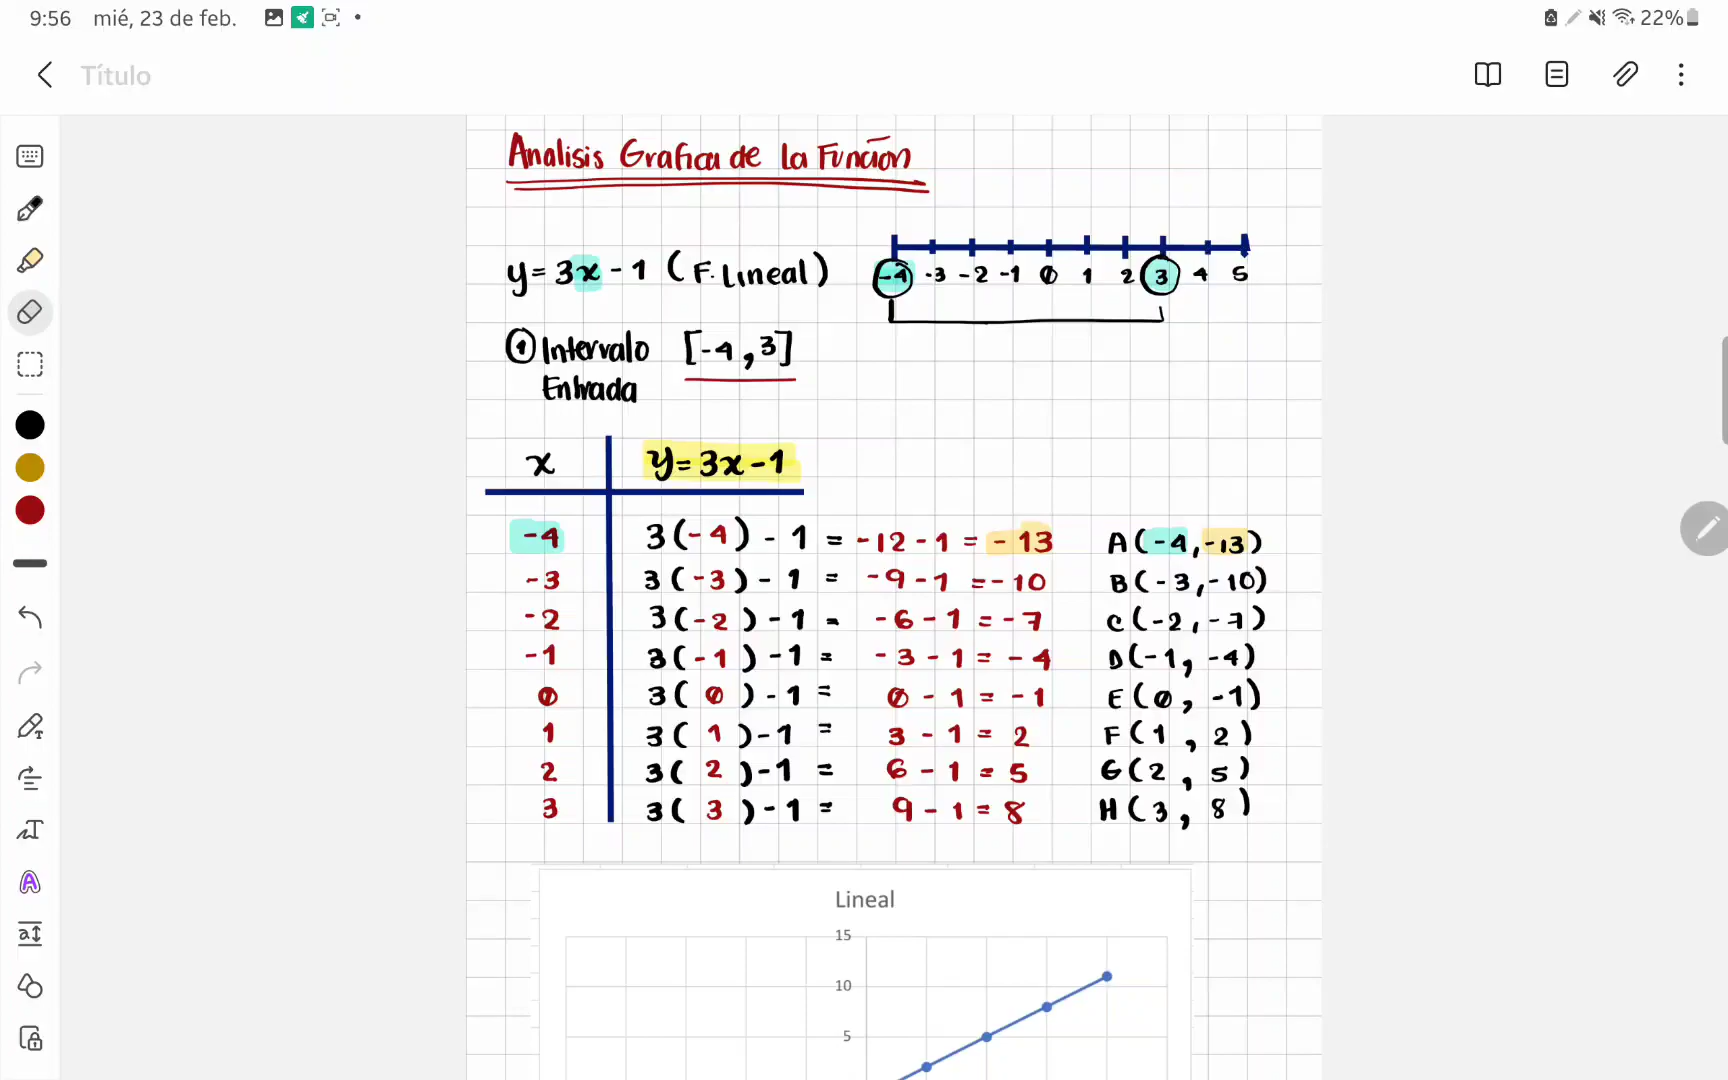 9:56 mié, 23 de feb. 22%
Título
Analisis Grafica de la Función
y = 3x - 1 (F. Lineal)
-4 -3 -2 -1 0 1 2 3 4 5
① Intervalo [-4, 3]
Entrada
x y = 3x - 1
-4 3(-4) - 1 = -12 - 1 = -13 A(-4, -13)
-3 3(-3) - 1 = -9 - 1 = -10 B(-3, -10)
-2 3(-2) - 1 = -6 - 1 = -7 C(-2, -7)
-1 3(-1) - 1 = -3 - 1 = -4 D(-1, -4)
0 3(0) - 1 = 0 - 1 = -1 E(0, -1)
1 3(1) - 1 = 3 - 1 = 2 F(1, 2)
2 3(2) - 1 = 6 - 1 = 5 G(2, 5)
3 3(3) - 1 = 9 - 1 = 8 H(3, 8)
Lineal
15
10
5